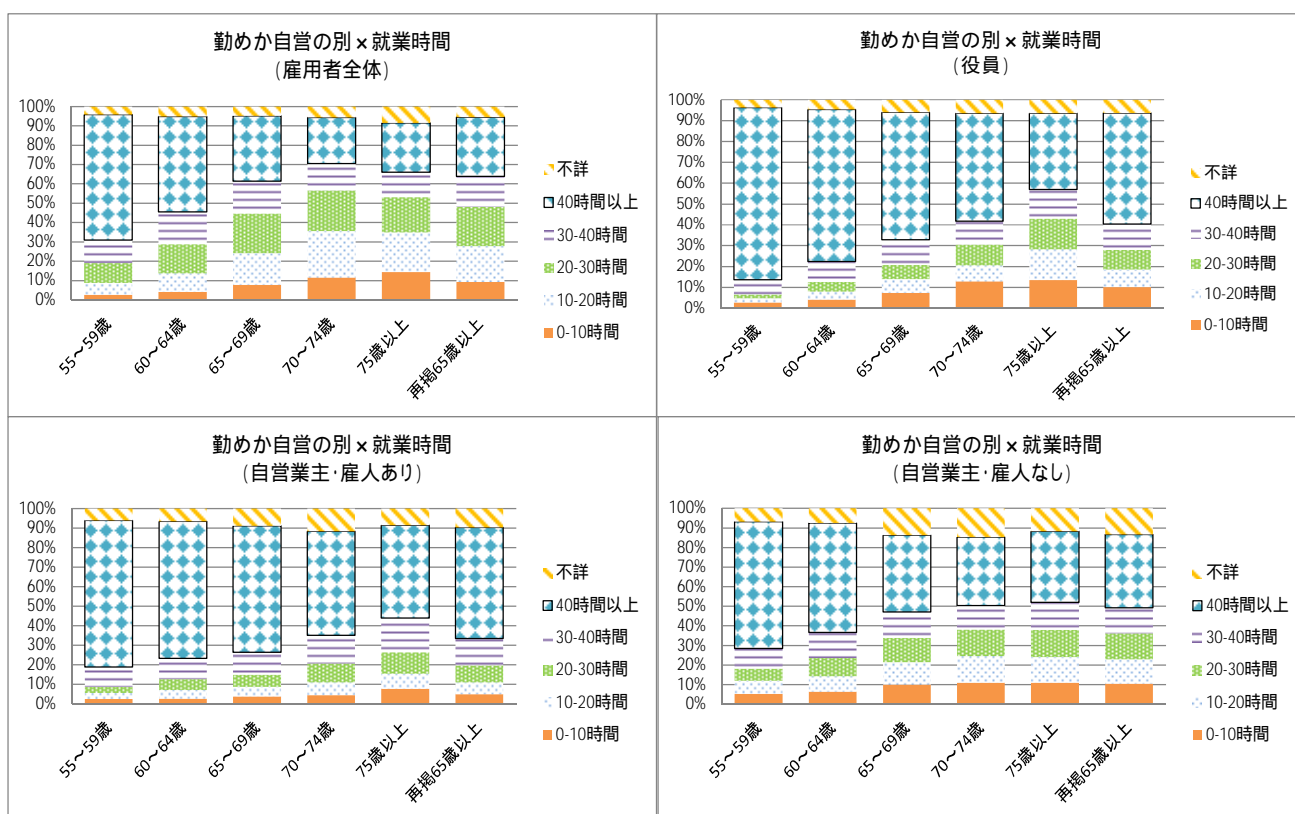 勤めか自営の別×就業時間
(雇用者全体)
100%
90%
80%
70%
60%
50%
40%
30%
20%
10%
0%
不詳
40時間以上
30-40時間
20-30時間
10-20時間
0-10時間
55～59歳
60～64歳
65～69歳
70～74歳
75歳以上
再掲65歳以上
勤めか自営の別×就業時間
(役員)
100%
90%
80%
70%
60%
50%
40%
30%
20%
10%
0%
不詳
40時間以上
30-40時間
20-30時間
10-20時間
0-10時間
55～59歳
60～64歳
65～69歳
70～74歳
75歳以上
再掲65歳以上
勤めか自営の別×就業時間
(自営業主･雇人あり)
100%
90%
80%
70%
60%
50%
40%
30%
20%
10%
0%
不詳
40時間以上
30-40時間
20-30時間
10-20時間
0-10時間
55～59歳
60～64歳
65～69歳
70～74歳
75歳以上
再掲65歳以上
勤めか自営の別×就業時間
(自営業主･雇人なし)
100%
90%
80%
70%
60%
50%
40%
30%
20%
10%
0%
不詳
40時間以上
30-40時間
20-30時間
10-20時間
0-10時間
55～59歳
60～64歳
65～69歳
70～74歳
75歳以上
再掲65歳以上